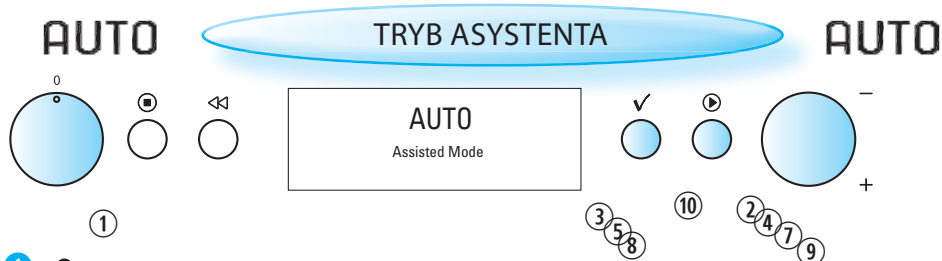 AUTO TRYB ASYSTENTA AUTO
0
AUTO
Assisted Mode
−
+
① ⑩ ② ③ ④ ⑤ ⑦ ⑧ ⑨